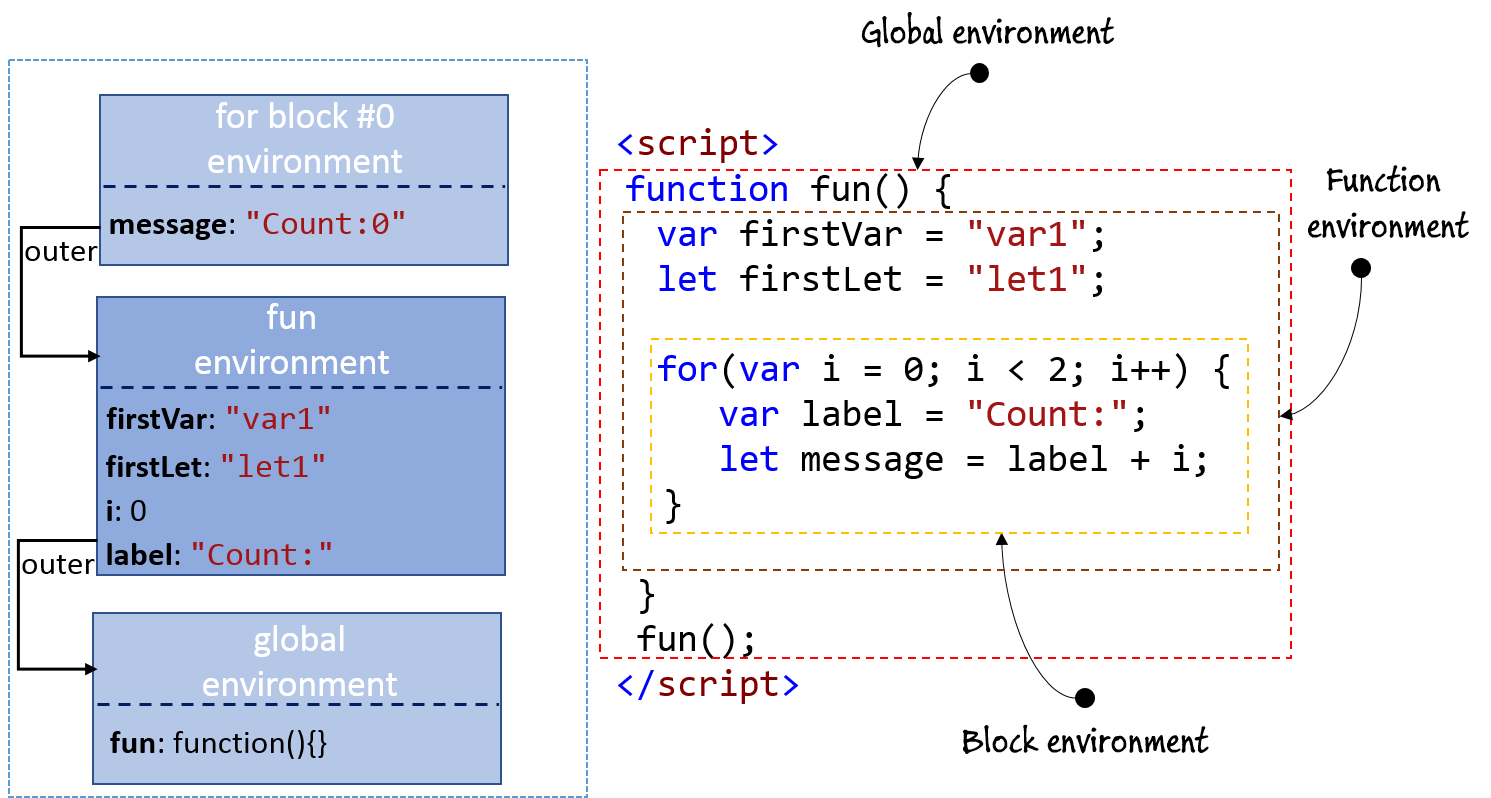 for block #0
environment
message: "Count:0"
outer
fun
environment
firstVar: "var1"
firstLet: "let1"
i: 0
label: "Count:"
outer
global
environment
fun: function(){}
Global environment
<script>
function fun() {
var firstVar = "var1";
let firstLet = "let1";
for(var i = 0; i < 2; i++) {
var label = "Count:";
let message = label + i;
}
}
fun();
</script>
Function
environment
Block environment